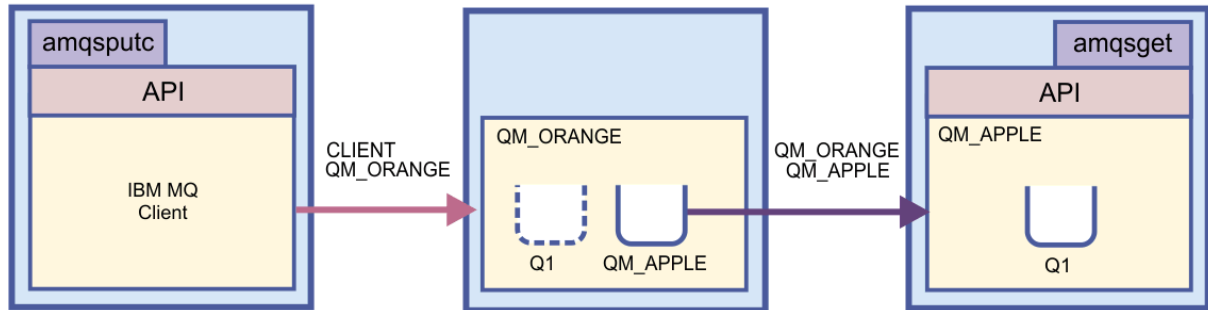 amqsputc
API
IBM MQ
Client
CLIENT
QM_ORANGE
QM_ORANGE
Q1
QM_APPLE
QM_ORANGE
QM_APPLE
amqsget
API
QM_APPLE
Q1